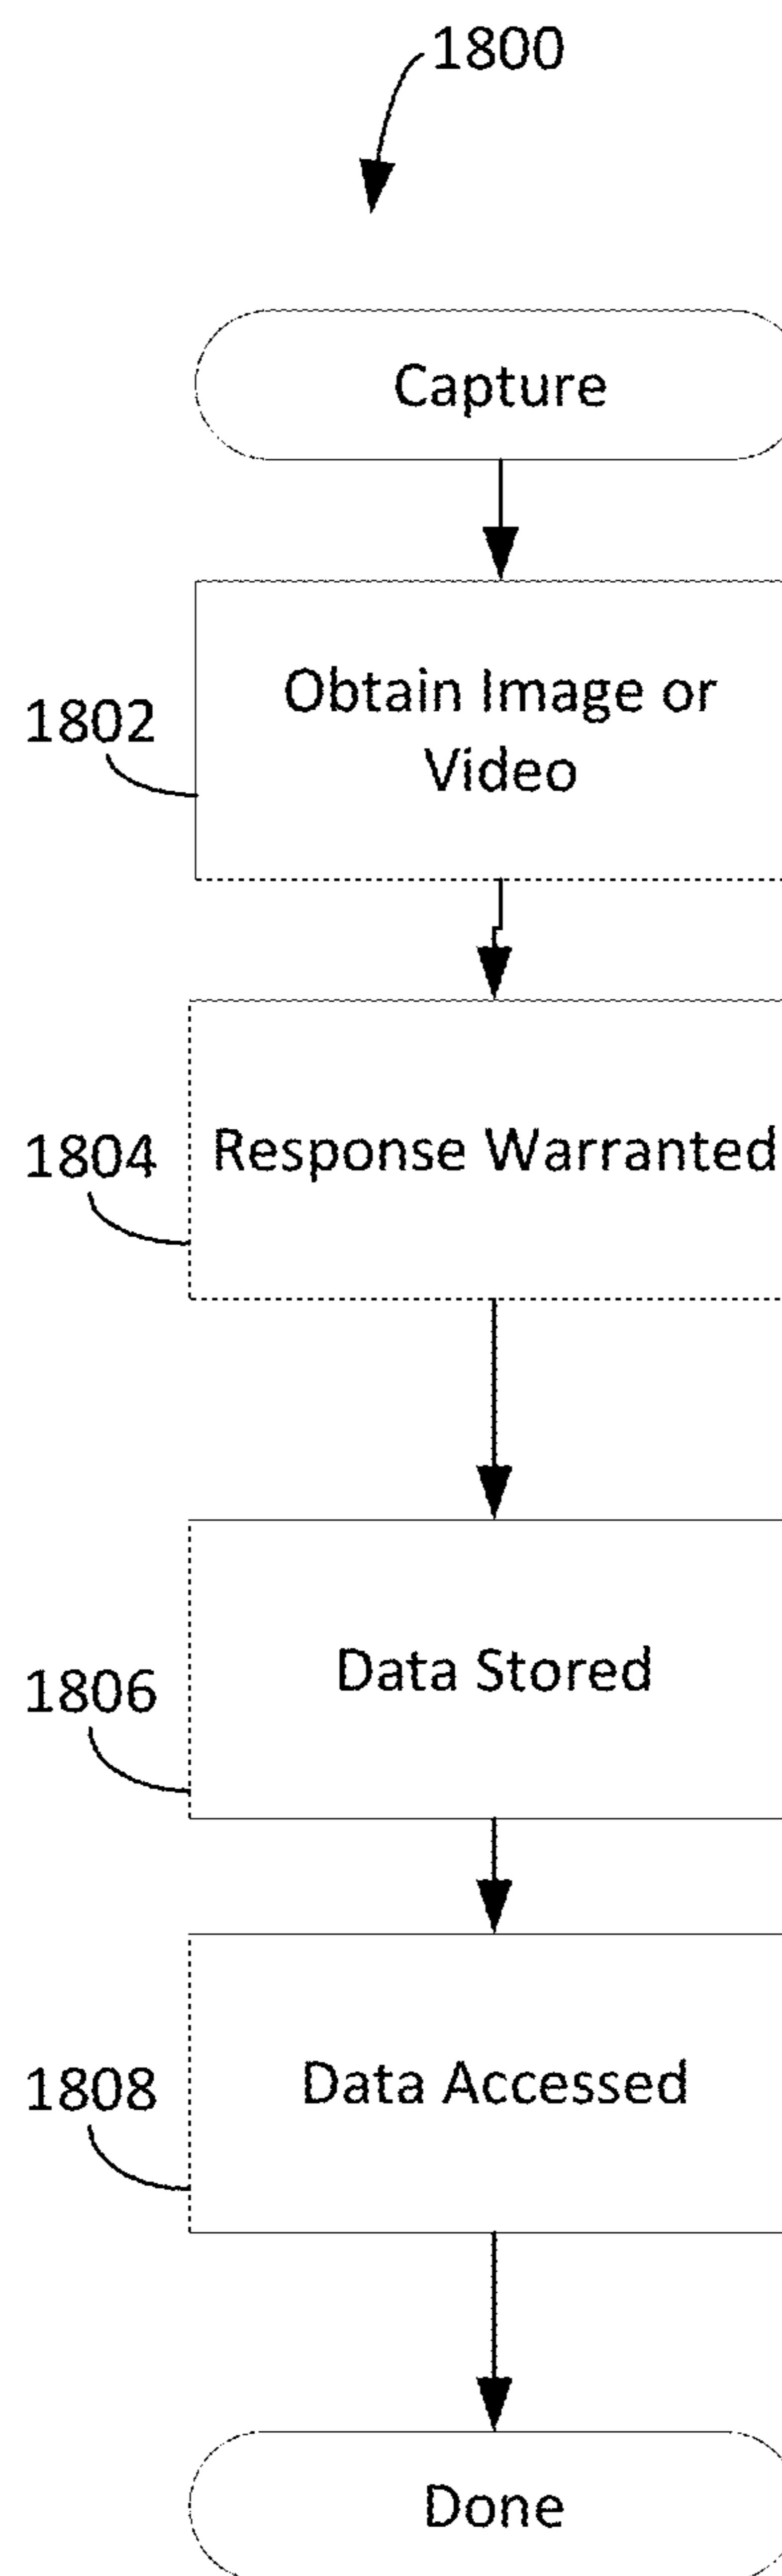 1800
Capture
Obtain Image or
Video
1802
Response Warranted
1804
Data Stored
1806
Data Accessed
1808
Done